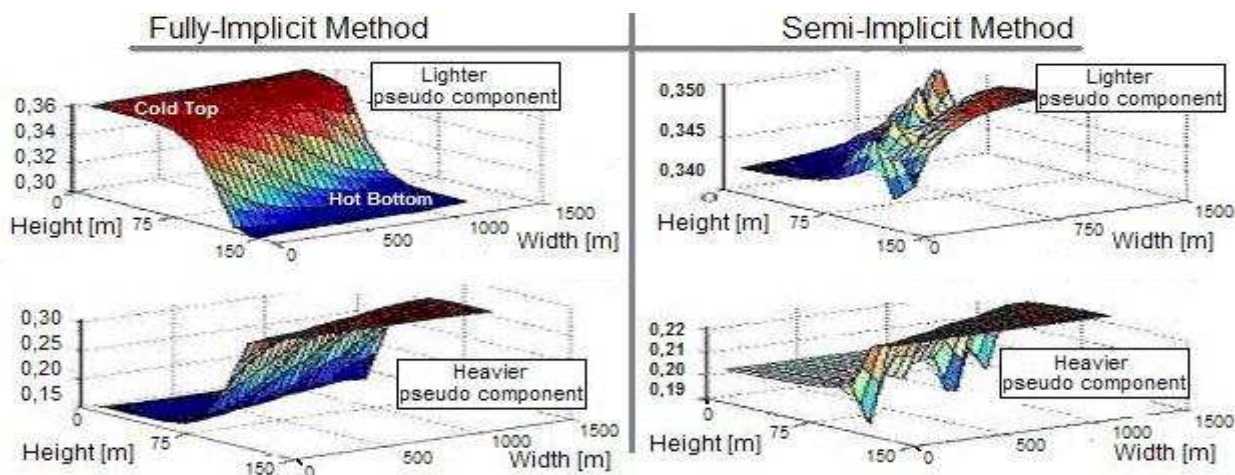 Fully-Implicit Method
Semi-Implicit Method
Lighter
pseudo component
Cold Top
Hot Bottom
0,36
0,34
0,32
0,30
0
75
150
Height [m]
0
500
1000
1500
Width [m]
Lighter
pseudo component
0,350
0,345
0,340
0
75
150
Height [m]
0
750
1500
Width [m]
Heavier
pseudo component
0,30
0,25
0,20
0,15
0
75
150
Height [m]
0
500
1000
1500
Width [m]
Heavier
pseudo component
0,22
0,21
0,20
0,19
0
75
150
Height [m]
0
500
1000
1500
Width [m]